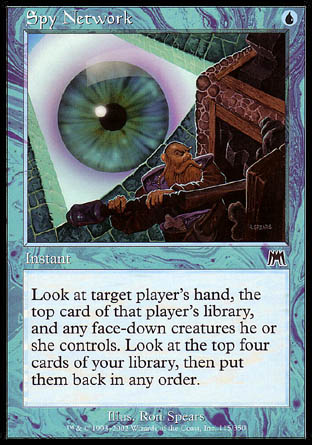 Spy Network
R. SPEARS
Instant
Look at target player's hand, the
top card of that player's library,
and any face-down creatures he or
she controls. Look at the top four
cards of your library, then put
them back in any order.
Illus. Ron Spears
™ & © 1993–2002 Wizards of the Coast, Inc. 115/350